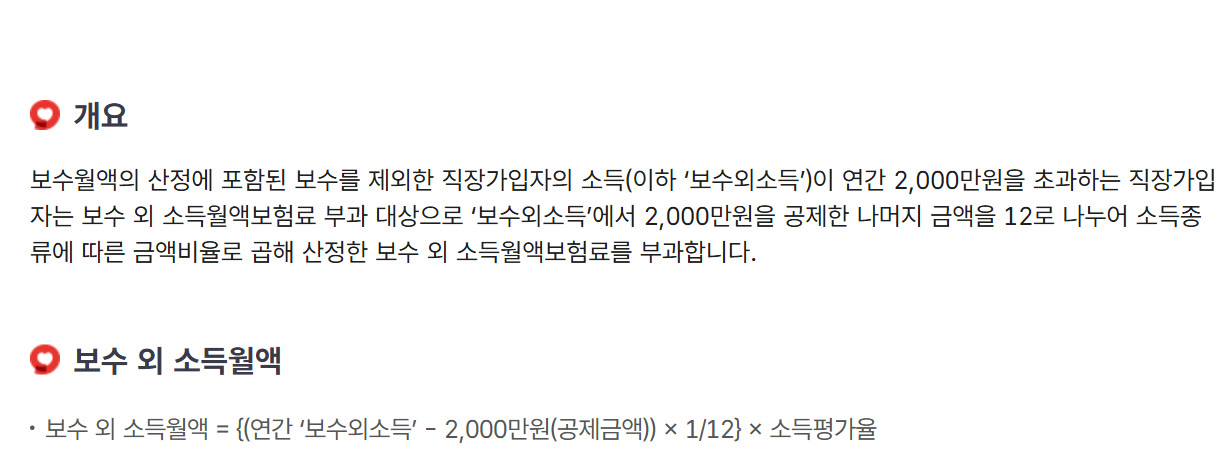 개요
보수월액의 산정에 포함된 보수를 제외한 직장가입자의 소득(이하 ‘보수외소득’)이 연간 2,000만원을 초과하는 직장가입
자는 보수 외 소득월액보험료 부과 대상으로 ‘보수외소득’에서 2,000만원을 공제한 나머지 금액을 12로 나누어 소득종
류에 따른 금액비율로 곱해 산정한 보수 외 소득월액보험료를 부과합니다.
보수 외 소득월액
• 보수 외 소득월액 = {(연간 ‘보수외소득’ - 2,000만원(공제금액)) × 1/12} × 소득평가율